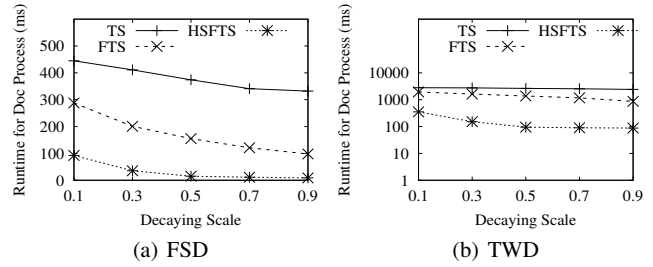 Runtime for Doc Process (ms)
TS
HSFTS
FTS
500
400
300
200
100
0
0.1 0.3 0.5 0.7 0.9
Decaying Scale
(a) FSD
Runtime for Doc Process (ms)
TS
HSFTS
FTS
10000
1000
100
10
1
0.1 0.3 0.5 0.7 0.9
Decaying Scale
(b) TWD